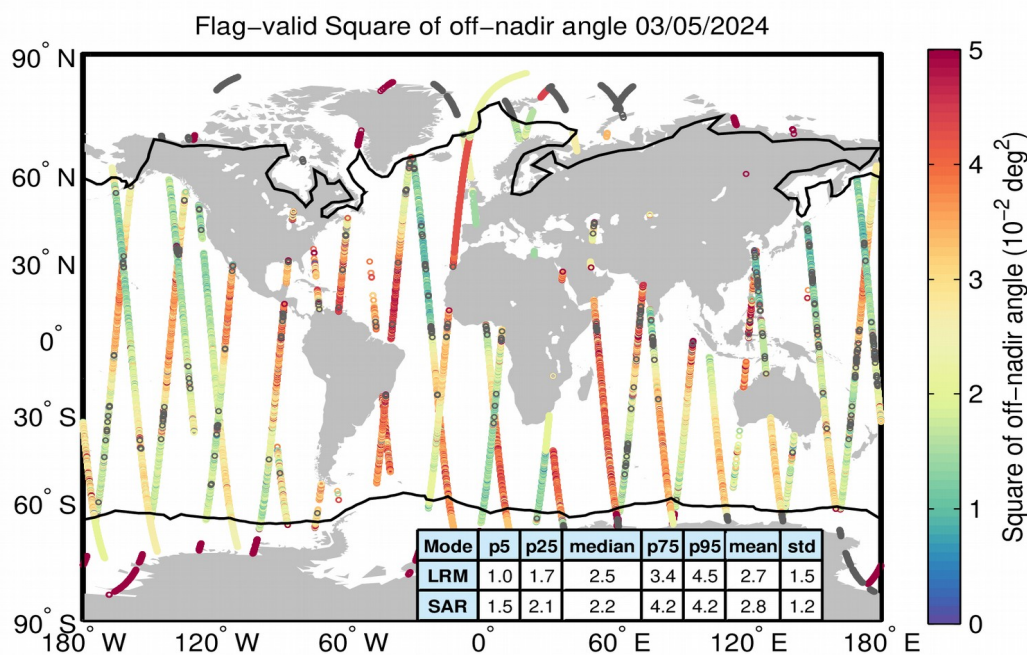 Flag-valid Square of off-nadir angle 03/05/2024
90° N
60° N
30° N
0°
30° S
60° S
90° S
180° W
120° W
60° W
0°
60° E
120° E
180° E
Mode p5 p25 median p75 p95 mean std
LRM 1.0 1.7 2.5 3.4 4.5 2.7 1.5
SAR 1.5 2.1 2.2 4.2 4.2 2.8 1.2
5
4
3
2
1
0
Square of off-nadir angle (10⁻² deg²)